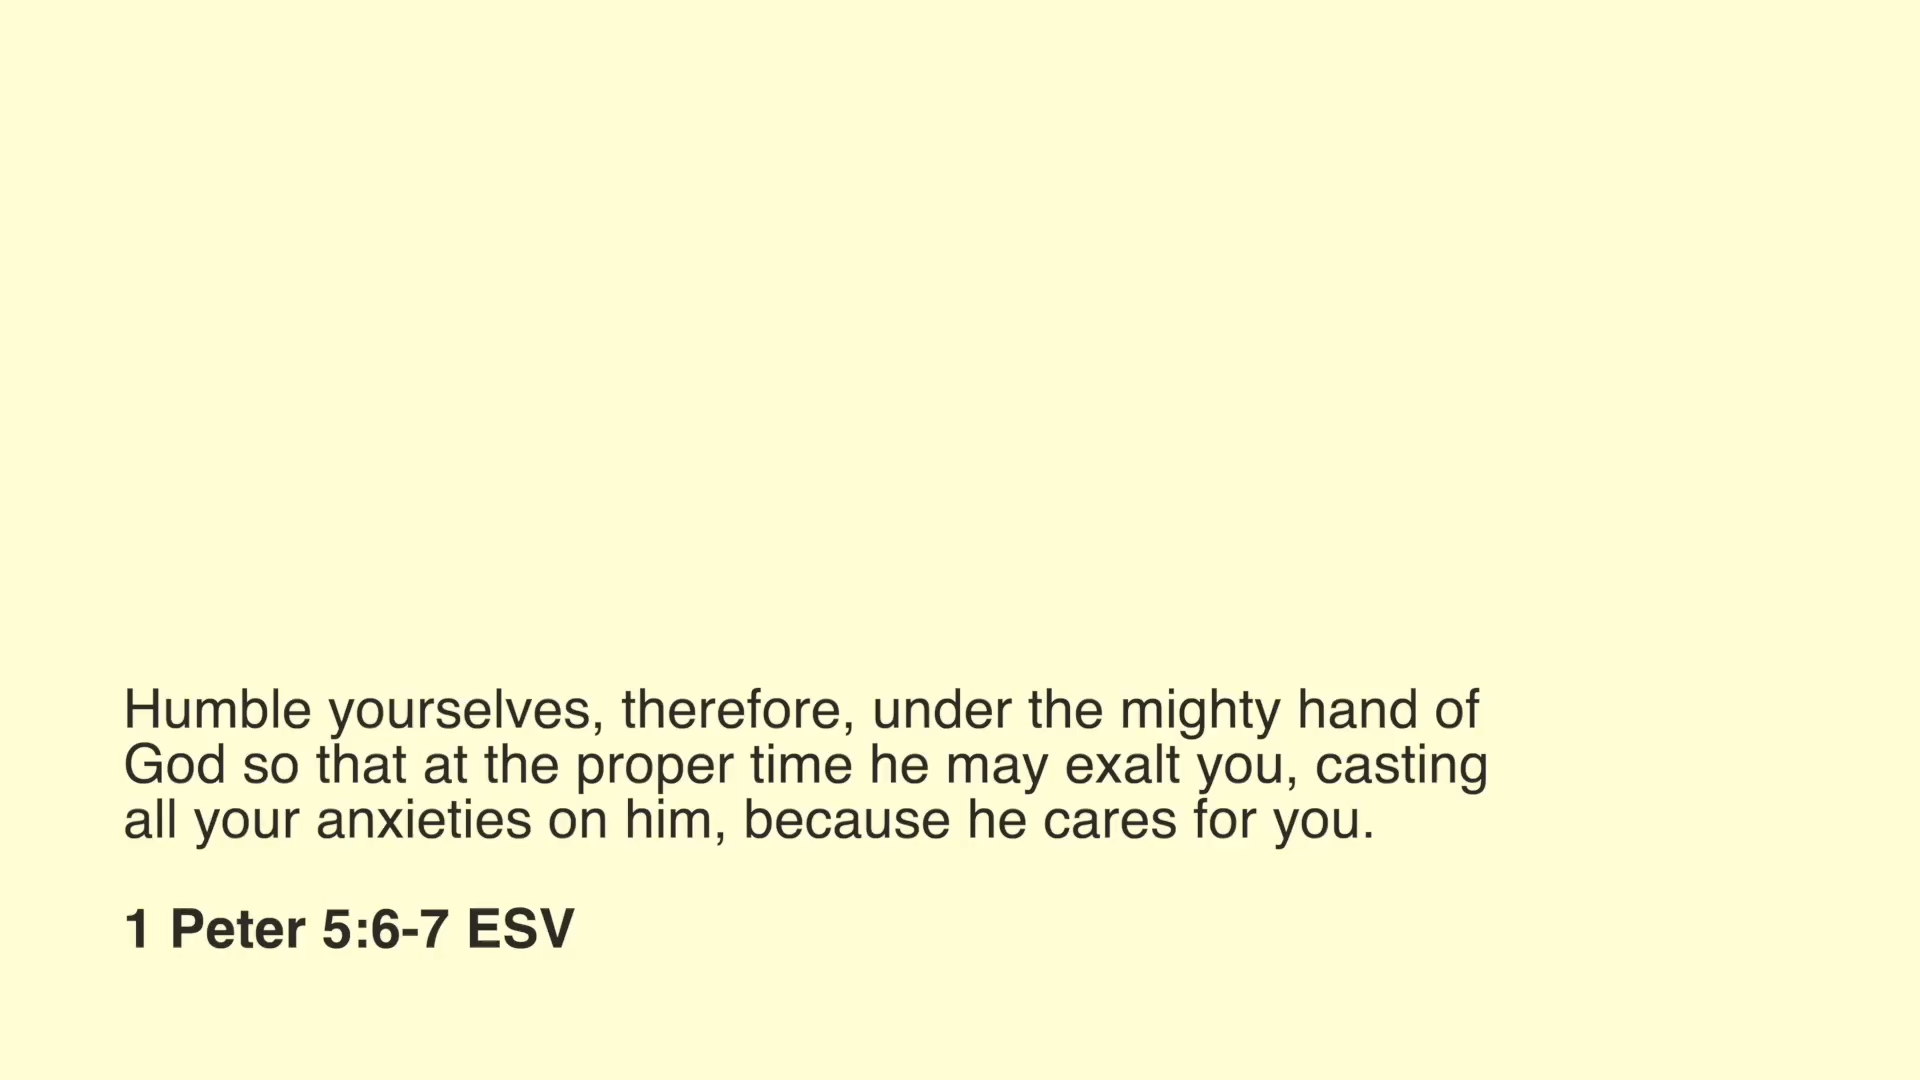 Humble yourselves, therefore, under the mighty hand of
God so that at the proper time he may exalt you, casting
all your anxieties on him, because he cares for you.
1 Peter 5:6-7 ESV